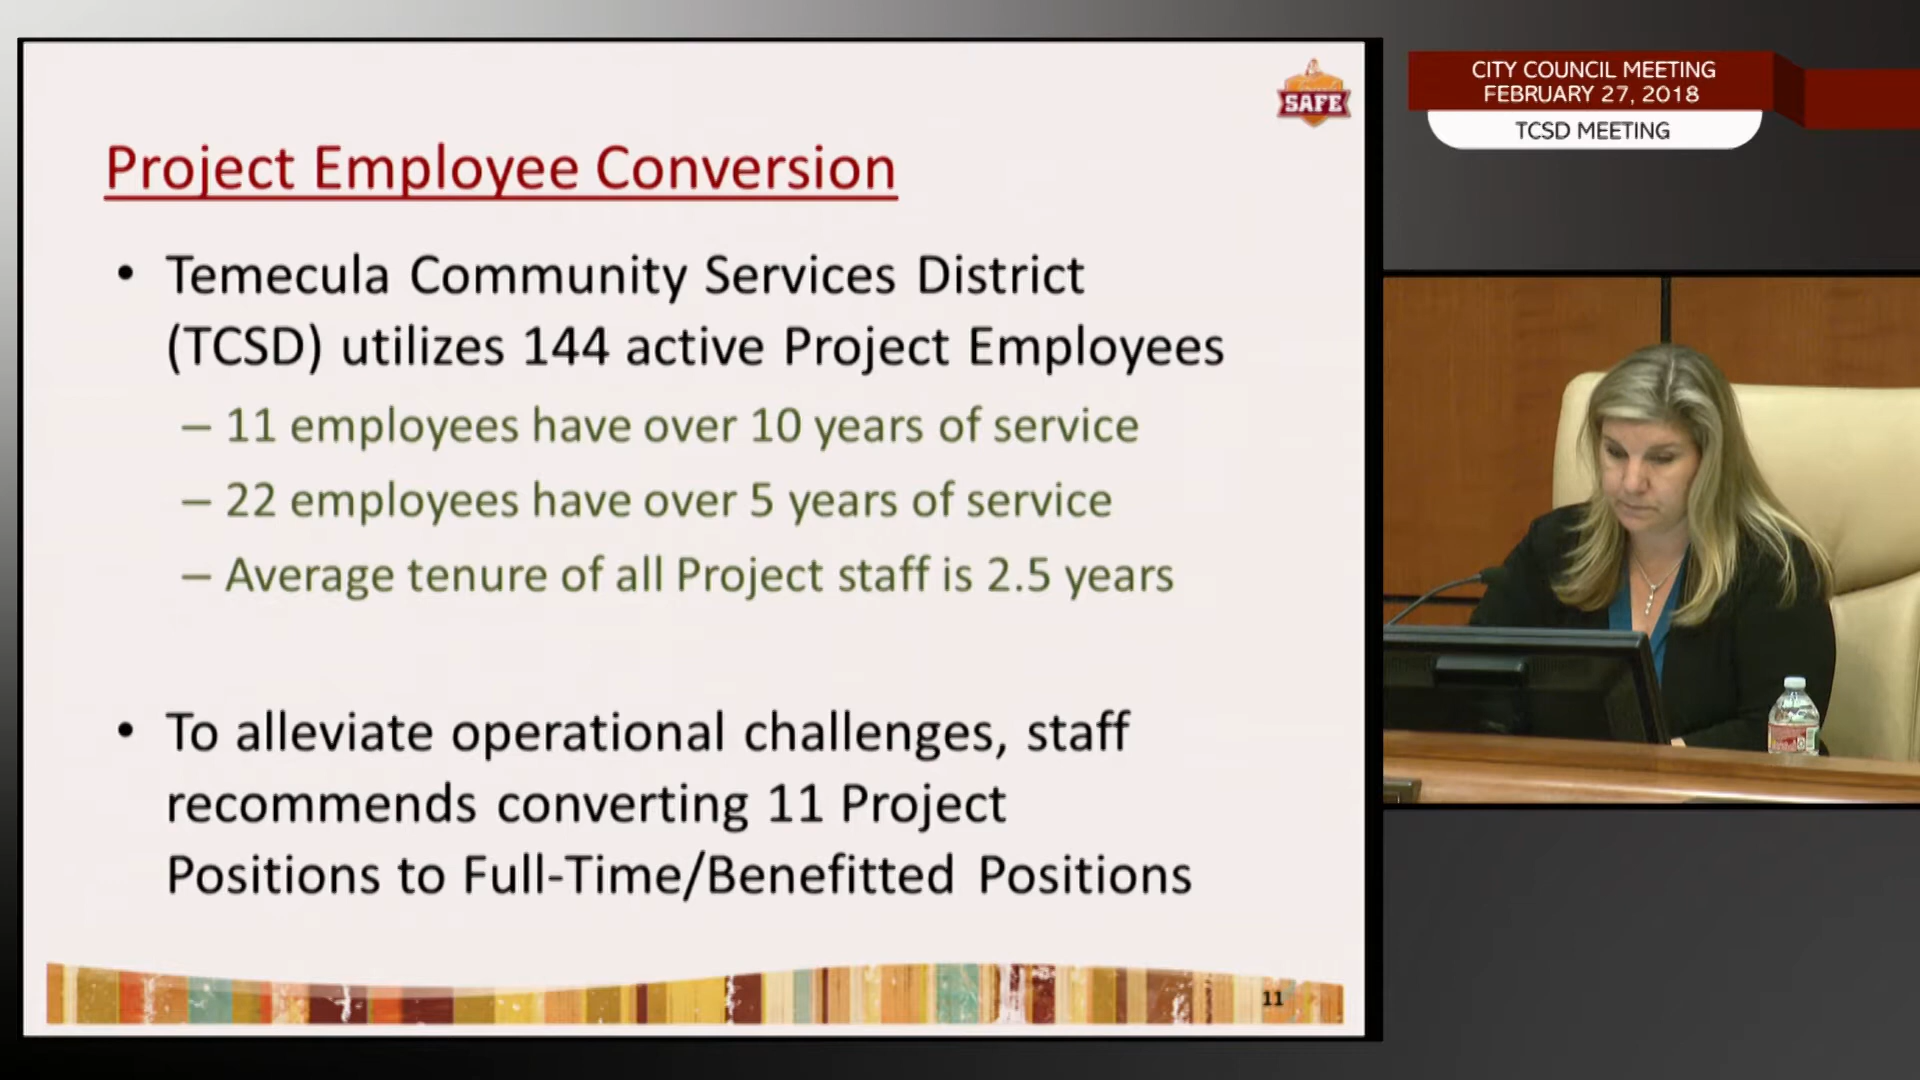 SAFE
CITY COUNCIL MEETING
FEBRUARY 27, 2018
TCSD MEETING
Project Employee Conversion
• Temecula Community Services District
(TCSD) utilizes 144 active Project Employees
– 11 employees have over 10 years of service
– 22 employees have over 5 years of service
– Average tenure of all Project staff is 2.5 years
• To alleviate operational challenges, staff
recommends converting 11 Project
Positions to Full-Time/Benefitted Positions
11